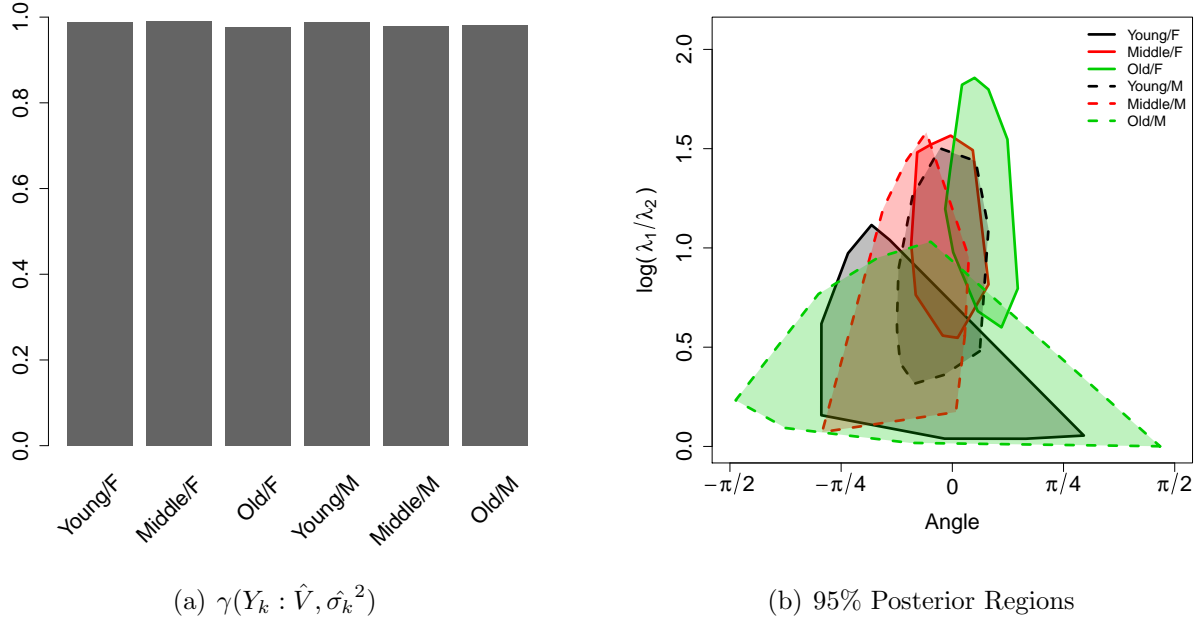 1.0
0.8
0.6
0.4
0.2
0.0
Young/F
Middle/F
Old/F
Young/M
Middle/M
Old/M
(a) γ(Y_k : V̂, σ̂_k²)
2.0
1.5
1.0
0.5
0.0
log( λ₁/λ₂ )
−π/2
−π/4
0
π/4
π/2
Angle
Young/F
Middle/F
Old/F
Young/M
Middle/M
Old/M
(b) 95% Posterior Regions